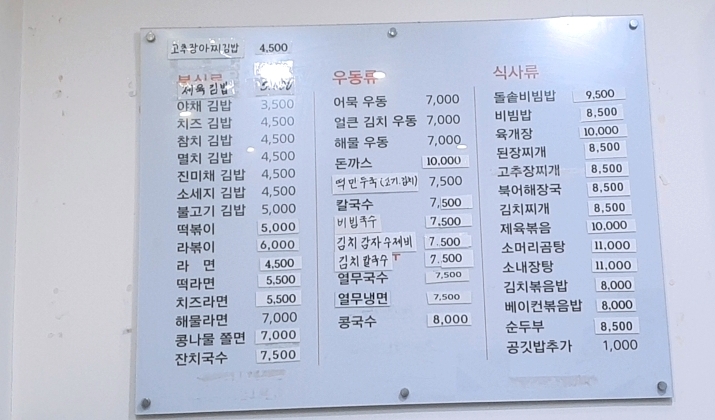 고추장아찌김밥 4,500
분식류
제육 김밥
야채 김밥 3,500
치즈 김밥 4,500
참치 김밥 4,500
멸치 김밥 4,500
진미채 김밥 4,500
소세지 김밥 4,500
불고기 김밥 5,000
떡볶이 5,000
라볶이 6,000
라 면 4,500
떡라면 5,500
치즈라면 5,500
해물라면 7,000
콩나물 쫄면 7,000
잔치국수 7,500
우동류
어묵 우동 7,000
얼큰 김치 우동 7,000
해물 우동 7,000
돈까스 10,000
떡만두국(고기.김치) 7,500
칼국수 7,500
비빔국수 7,500
김치 감자 수제비 7.500
김치 칼국수 7.500
열무국수 7,500
열무냉면 7,500
콩국수 8,000
식사류
돌솥비빔밥 9,500
비빔밥 8,500
육개장 10,000
된장찌개 8,500
고추장찌개 8,500
북어해장국 8,500
김치찌개 8,500
제육볶음 10,000
소머리곰탕 11,000
소내장탕 11,000
김치볶음밥 8,000
베이컨볶음밥 8,000
순두부 8,500
공깃밥추가 1,000